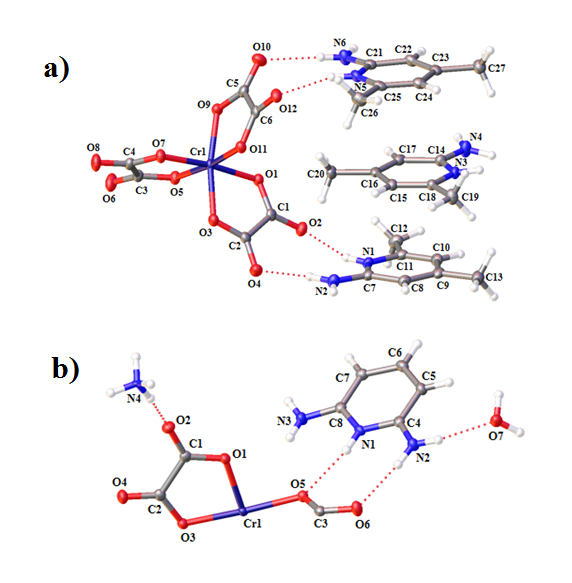 a)
O10 N6 C21 C22 C23 C27
C5 N5
O9 O12 C25 C24
C6 C26
O8 C4 O7 Cr1 O11 C17 C14 N4
N3
O6 C3 O5 O1 C20 C16 C15 C18 C19
C1
O3 C2 O2 C12
N1 C11 C10
O4 N2 C7 C8 C9 C13
b)
C6
N4 C7 C5
O2 N3 C8 C4
C1 O1 N1 N2 O7
O4 C2 O5
O3 Cr1 C3 O6